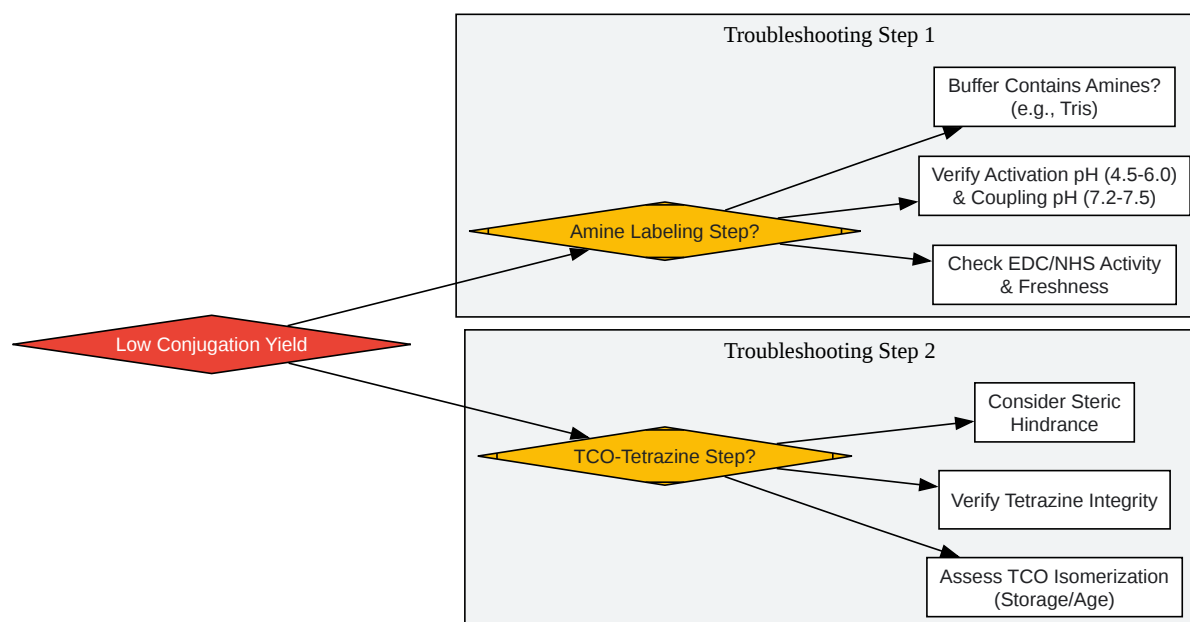 Troubleshooting Step 1
Buffer Contains Amines?
(e.g., Tris)
Verify Activation pH (4.5-6.0)
& Coupling pH (7.2-7.5)
Amine Labeling Step?
Check EDC/NHS Activity
& Freshness
Low Conjugation Yield
Troubleshooting Step 2
Consider Steric
Hindrance
TCO-Tetrazine Step?
Verify Tetrazine Integrity
Assess TCO Isomerization
(Storage/Age)